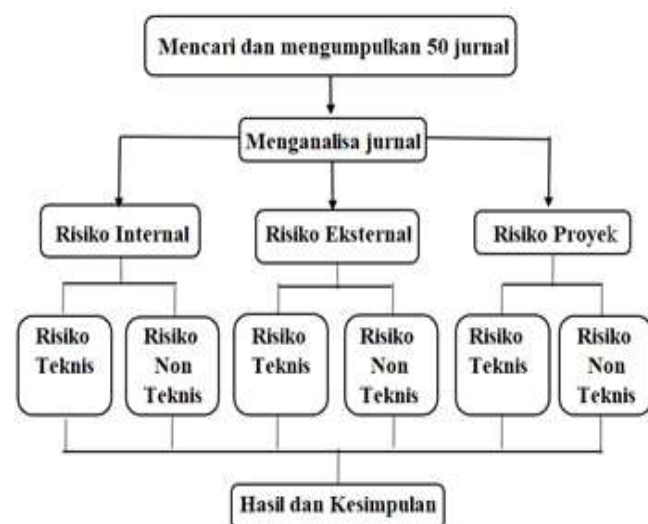 Mencari dan mengumpulkan 50 jurnal
Menganalisa jurnal
Risiko Internal
Risiko Eksternal
Risiko Proyek
Risiko
Teknis
Risiko
Non
Teknis
Risiko
Teknis
Risiko
Non
Teknis
Risiko
Teknis
Risiko
Non
Teknis
Hasil dan Kesimpulan